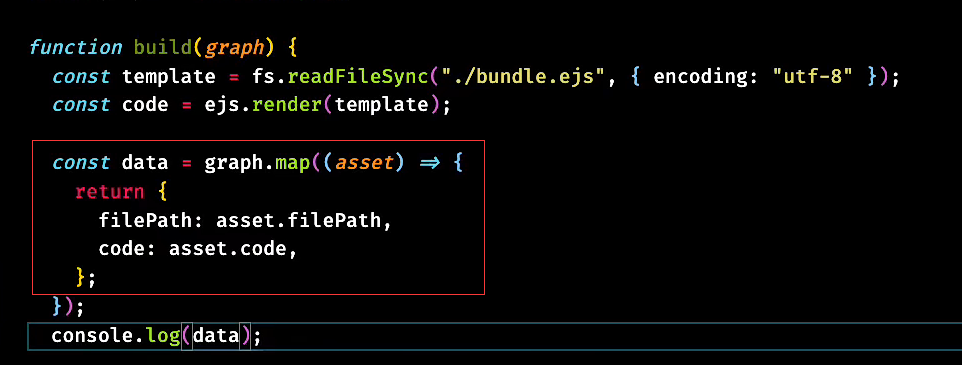 function build(graph) {
  const template = fs.readFileSync("./bundle.ejs", { encoding: "utf-8" });
  const code = ejs.render(template);
  const data = graph.map((asset) => {
    return {
      filePath: asset.filePath,
      code: asset.code,
    };
  });
  console.log(data);